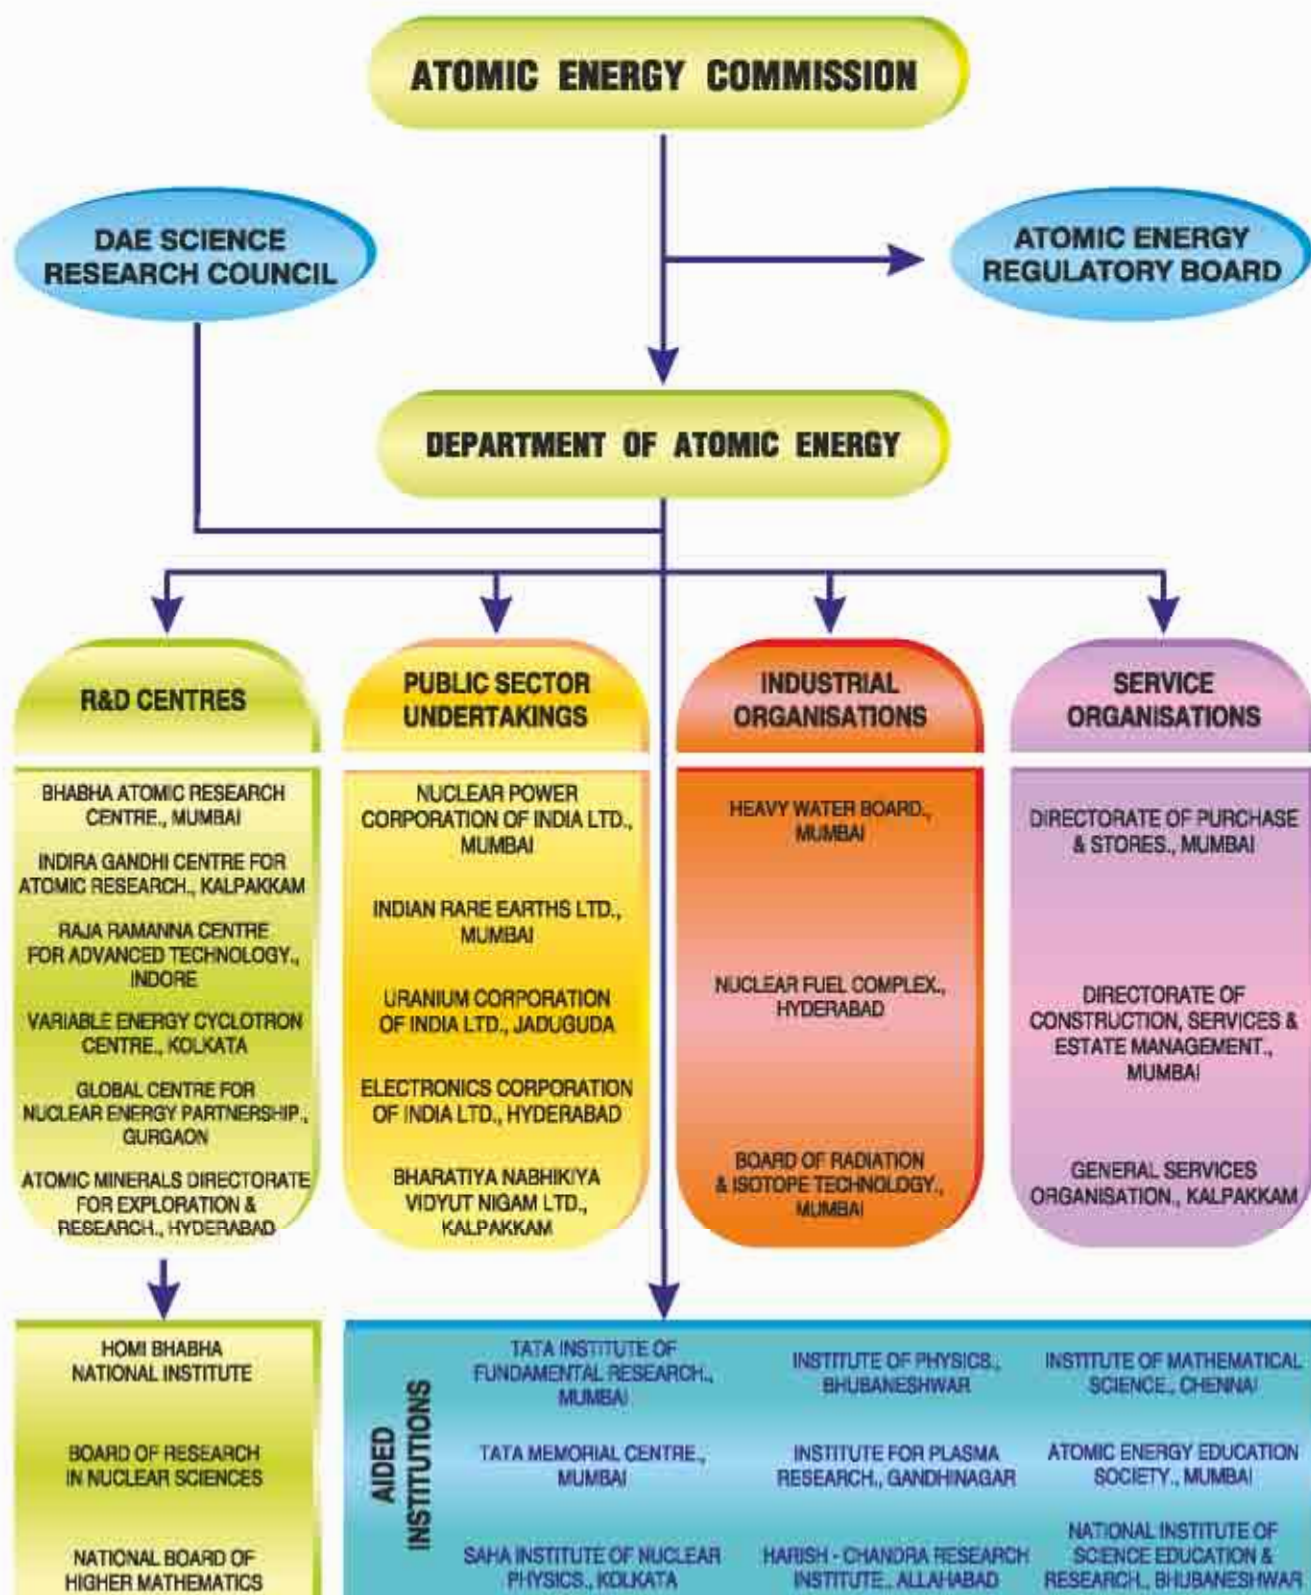 ATOMIC ENERGY COMMISSION
DAE SCIENCE
RESEARCH COUNCIL
ATOMIC ENERGY
REGULATORY BOARD
DEPARTMENT OF ATOMIC ENERGY
R&D CENTRES
BHABHA ATOMIC RESEARCH
CENTRE., MUMBAI
INDIRA GANDHI CENTRE FOR
ATOMIC RESEARCH., KALPAKKAM
RAJA RAMANNA CENTRE
FOR ADVANCED TECHNOLOGY.,
INDORE
VARIABLE ENERGY CYCLOTRON
CENTRE., KOLKATA
GLOBAL CENTRE FOR
NUCLEAR ENERGY PARTNERSHIP.,
GURGAON
ATOMIC MINERALS DIRECTORATE
FOR EXPLORATION &
RESEARCH., HYDERABAD
PUBLIC SECTOR
UNDERTAKINGS
NUCLEAR POWER
CORPORATION OF INDIA LTD.,
MUMBAI
INDIAN RARE EARTHS LTD.,
MUMBAI
URANIUM CORPORATION
OF INDIA LTD., JADUGUDA
ELECTRONICS CORPORATION
OF INDIA LTD., HYDERABAD
BHARATIYA NABHIKIYA
VIDYUT NIGAM LTD.,
KALPAKKAM
INDUSTRIAL
ORGANISATIONS
HEAVY WATER BOARD.,
MUMBAI
NUCLEAR FUEL COMPLEX.,
HYDERABAD
BOARD OF RADIATION
& ISOTOPE TECHNOLOGY.,
MUMBAI
SERVICE
ORGANISATIONS
DIRECTORATE OF PURCHASE
& STORES., MUMBAI
DIRECTORATE OF
CONSTRUCTION, SERVICES &
ESTATE MANAGEMENT.,
MUMBAI
GENERAL SERVICES
ORGANISATION., KALPAKKAM
HOMI BHABHA
NATIONAL INSTITUTE
BOARD OF RESEARCH
IN NUCLEAR SCIENCES
NATIONAL BOARD OF
HIGHER MATHEMATICS
AIDED
INSTITUTIONS
TATA INSTITUTE OF
FUNDAMENTAL RESEARCH.,
MUMBAI
TATA MEMORIAL CENTRE.,
MUMBAI
SAHA INSTITUTE OF NUCLEAR
PHYSICS., KOLKATA
INSTITUTE OF PHYSICS.,
BHUBANESHWAR
INSTITUTE FOR PLASMA
RESEARCH., GANDHINAGAR
HARISH - CHANDRA RESEARCH
INSTITUTE., ALLAHABAD
INSTITUTE OF MATHEMATICAL
SCIENCE., CHENNAI
ATOMIC ENERGY EDUCATION
SOCIETY., MUMBAI
NATIONAL INSTITUTE OF
SCIENCE EDUCATION &
RESEARCH., BHUBANESHWAR